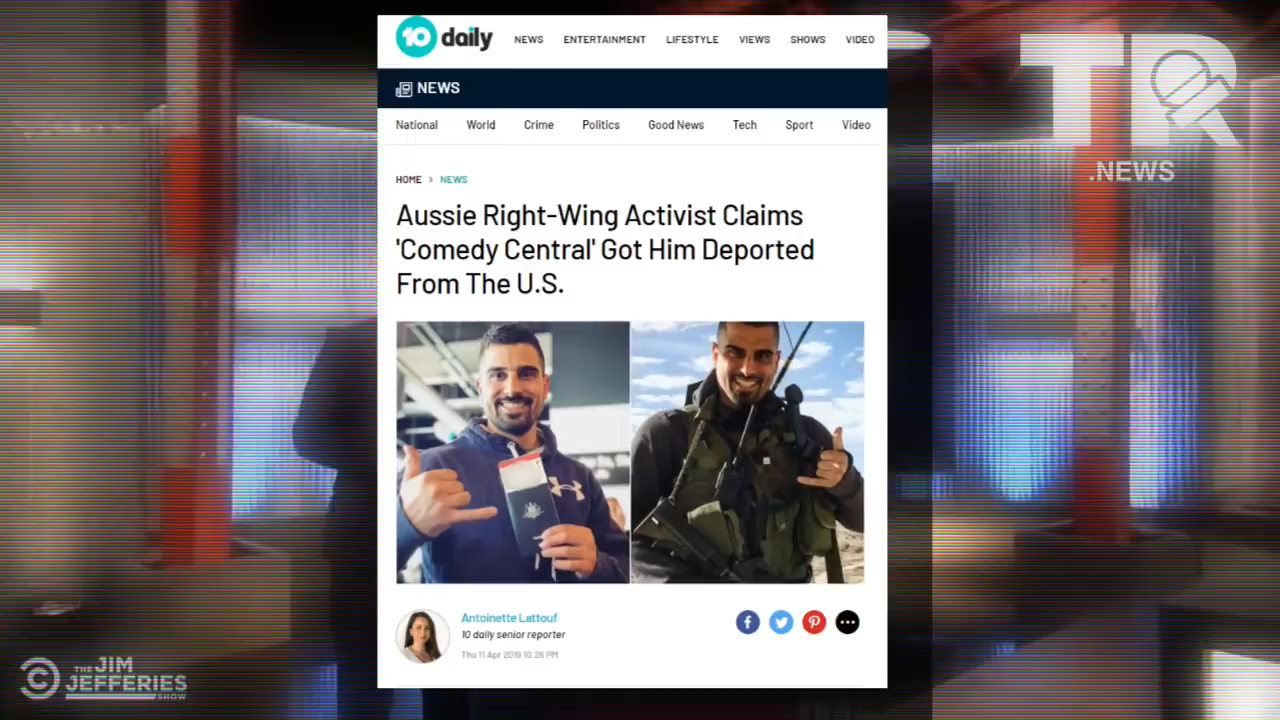 10 daily
NEWS ENTERTAINMENT LIFESTYLE VIEWS SHOWS VIDEO
NEWS
National World Crime Politics Good News Tech Sport Video
HOME > NEWS
Aussie Right-Wing Activist Claims
'Comedy Central' Got Him Deported
From The U.S.
Antoinette Lattouf
10 daily senior reporter
Thu 11 Apr 2019 10.26 PM
TR
.NEWS
THE JIM
JEFFERIES
SHOW